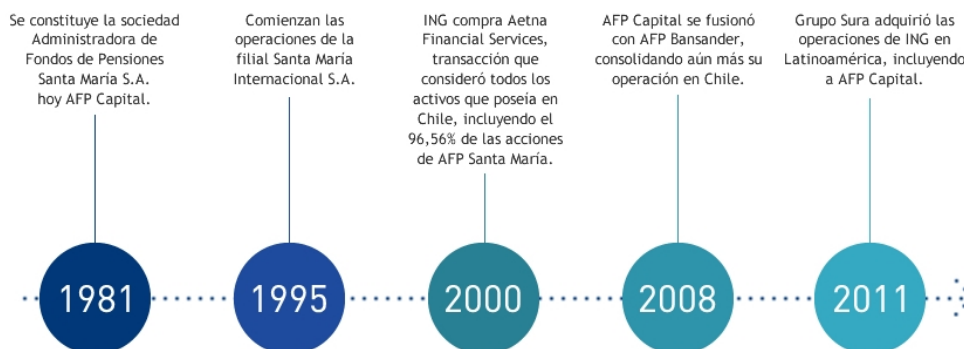 Se constituye la sociedad
Administradora de
Fondos de Pensiones
Santa María S.A.
hoy AFP Capital.
Comienzan las
operaciones de la
filial Santa María
Internacional S.A.
ING compra Aetna
Financial Services,
transacción que
consideró todos los
activos que poseía en
Chile, incluyendo el
96,56% de las acciones
de AFP Santa María.
AFP Capital se fusionó
con AFP Bansander,
consolidando aún más su
operación en Chile.
Grupo Sura adquirió las
operaciones de ING en
Latinoamérica, incluyendo
a AFP Capital.
1981
1995
2000
2008
2011